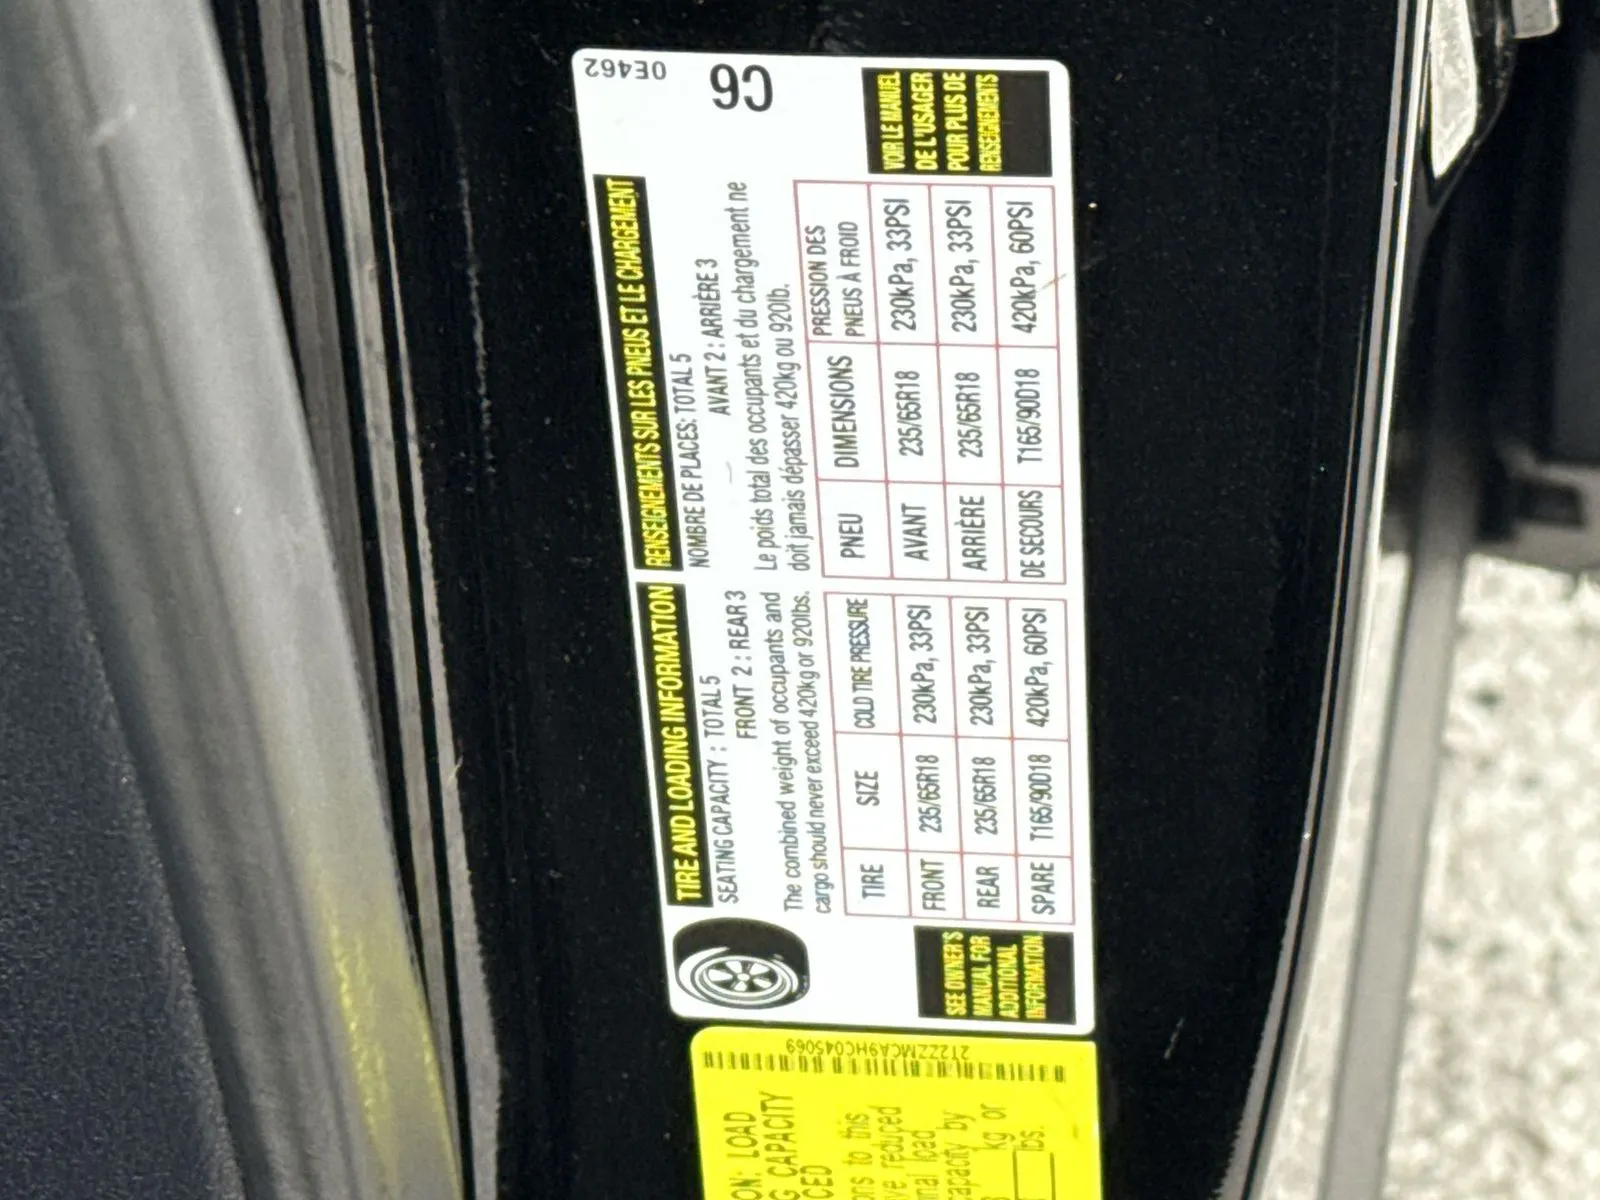 TIRE AND LOADING INFORMATION
SEATING CAPACITY : TOTAL 5
FRONT 2 : REAR 3
The combined weight of occupants and
cargo should never exceed 420kg or 920lbs.
TIRE SIZE COLD TIRE PRESSURE
FRONT 235/65R18 230kPa, 33PSI
REAR 235/65R18 230kPa, 33PSI
SPARE T165/90D18 420kPa, 60PSI
SEE OWNER'S
MANUAL FOR
ADDITIONAL
INFORMATION.
RENSEIGNEMENTS SUR LES PNEUS ET LE CHARGEMENT
NOMBRE DE PLACES: TOTAL 5
AVANT 2 : ARRIÈRE 3
Le poids total des occupants et du chargement ne
doit jamais dépasser 420kg ou 920lb.
PNEU DIMENSIONS PRESSION DES
PNEUS À FROID
AVANT 235/65R18 230kPa, 33PSI
ARRIÈRE 235/65R18 230kPa, 33PSI
DE SECOURS T165/90D18 420kPa, 60PSI
VOIR LE MANUEL
DE L'USAGER
POUR PLUS DE
RENSEIGNEMENTS
0E462
C6
2T2ZZMCA9HC045069
ON: LOAD
G CAPACITY
CED
ons to this
ve reduced
nal load
capacity by
kg or
lbs.